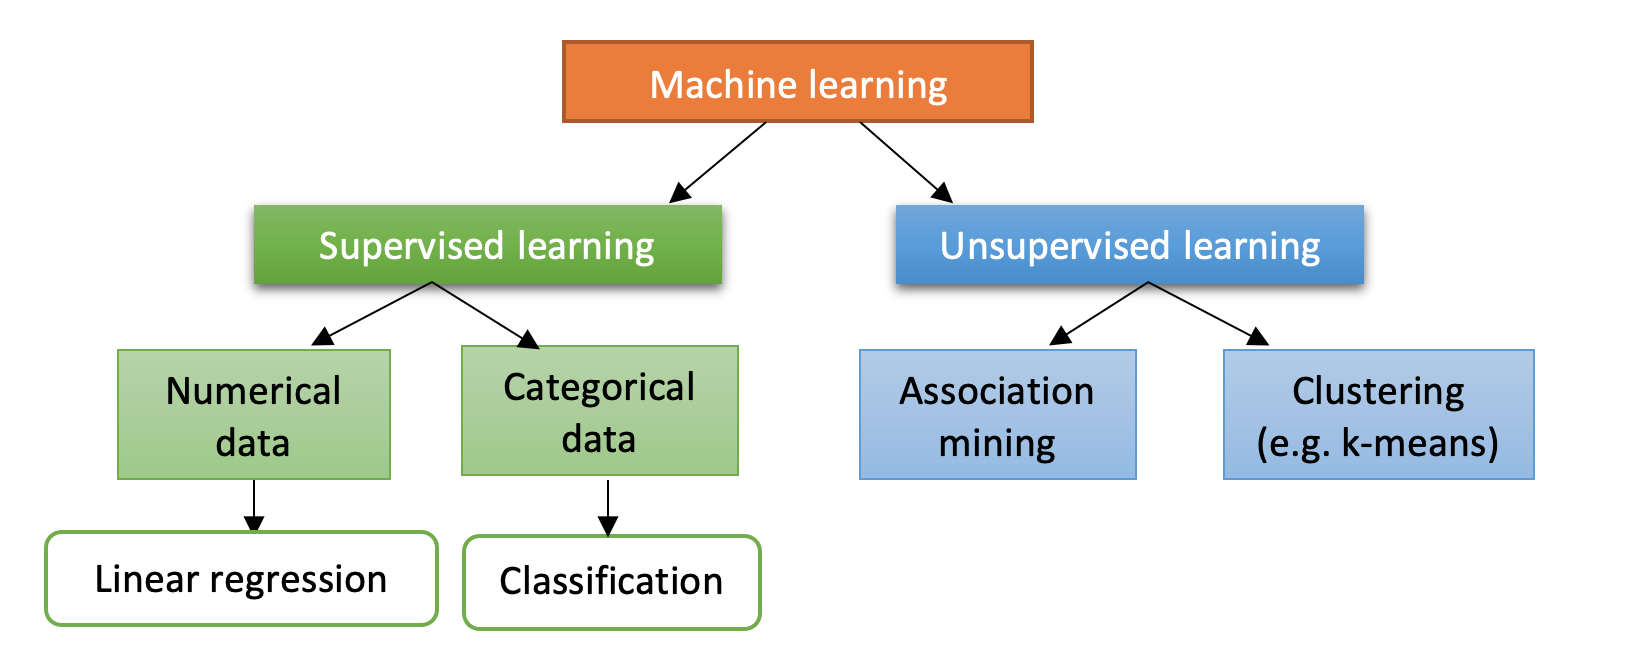 Machine learning
Supervised learning
Unsupervised learning
Numerical
data
Categorical
data
Association
mining
Clustering
(e.g. k-means)
Linear regression
Classification